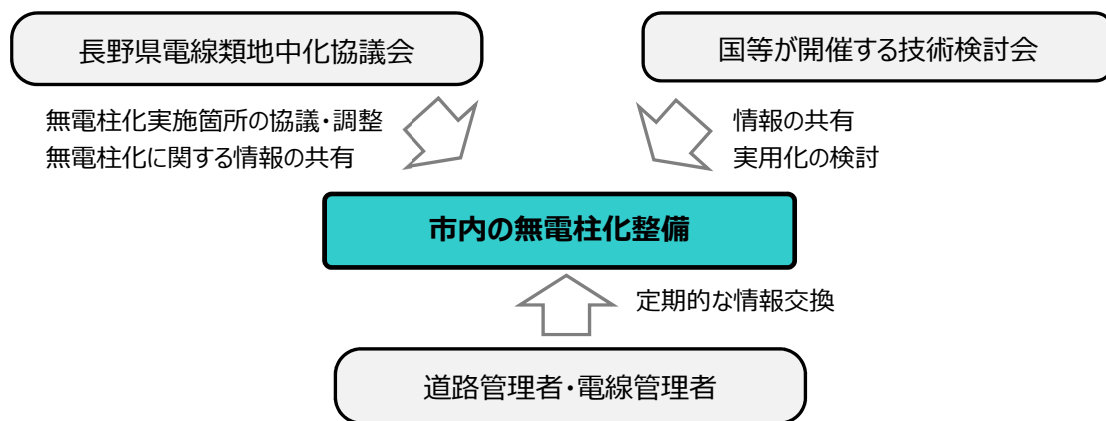 長野県電線類地中化協議会
国等が開催する技術検討会
無電柱化実施箇所の協議・調整
無電柱化に関する情報の共有
情報の共有
実用化の検討
市内の無電柱化整備
定期的な情報交換
道路管理者・電線管理者